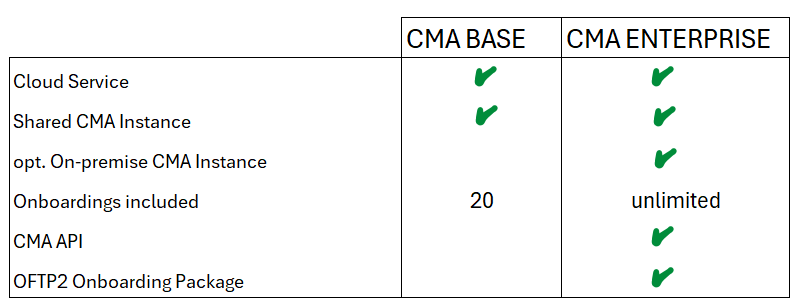 CMA BASE CMA ENTERPRISE
Cloud Service ✔ ✔
Shared CMA Instance ✔ ✔
opt. On-premise CMA Instance ✔
Onboardings included 20 unlimited
CMA API ✔
OFTP2 Onboarding Package ✔